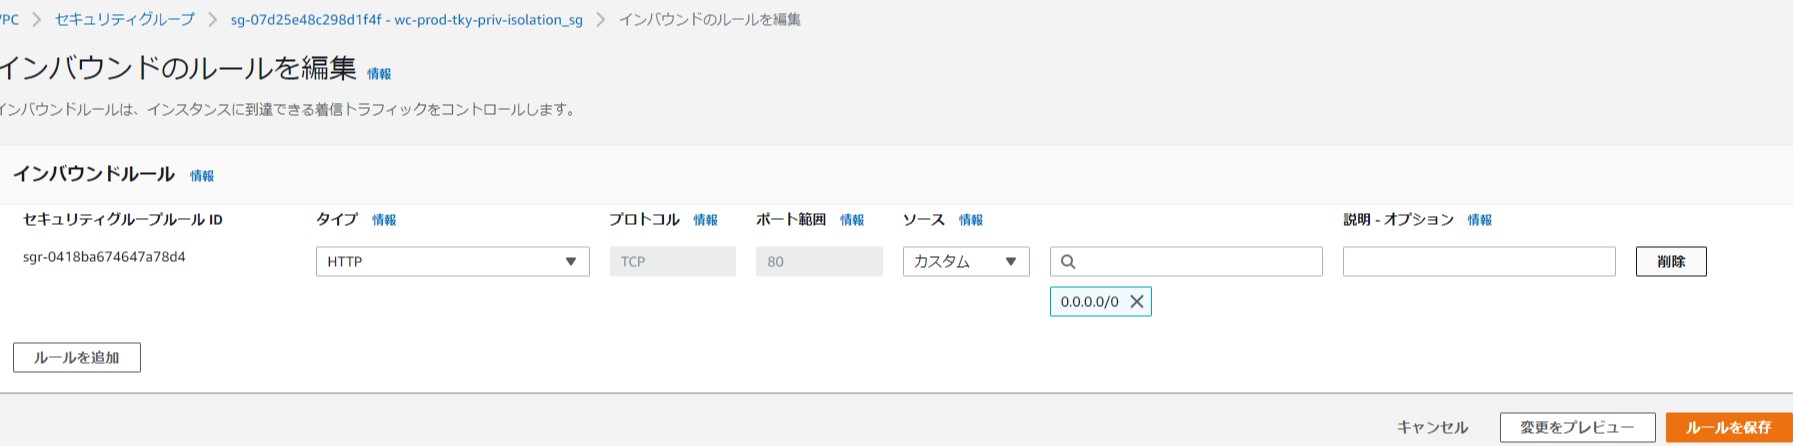 VPC > セキュリティグループ > sg-07d25e48c298d1f4f - wc-prod-tky-priv-isolation_sg > インバウンドのルールを編集
インバウンドのルールを編集 情報
インバウンドルールは、インスタンスに到達できる着信トラフィックをコントロールします。
インバウンドルール 情報
セキュリティグループルール ID タイプ 情報 プロトコル 情報 ポート範囲 情報 ソース 情報 説明 - オプション 情報
sgr-0418ba674647a78d4 HTTP TCP 80 カスタム 削除
0.0.0.0/0
ルールを追加
キャンセル 変更をプレビュー ルールを保存